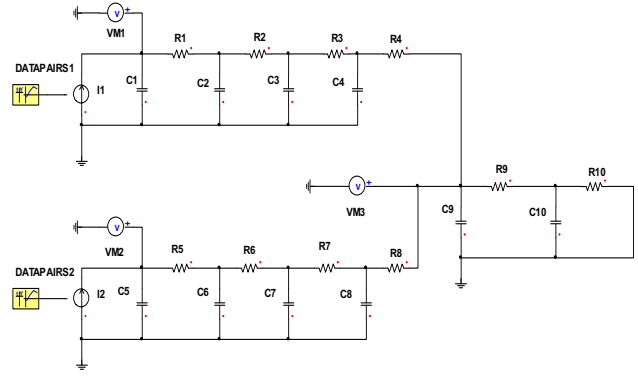 VM1
V +
R1 R2 R3 R4
DATAPAIRS1
I1 C1 C2 C3 C4
R9 R10
V +
VM3 C9 C10
V +
VM2
R5 R6 R7 R8
DATAPAIRS2
I2 C5 C6 C7 C8